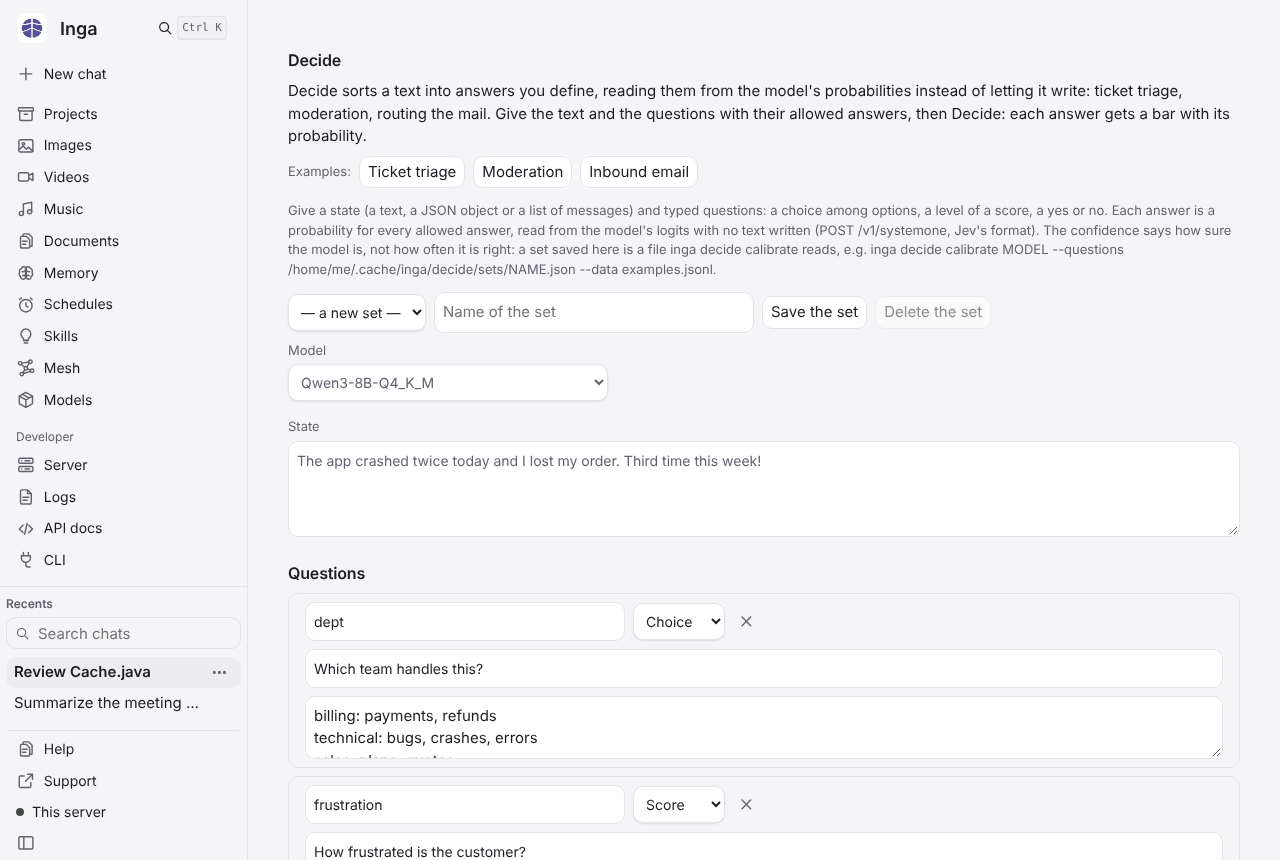 Inga
Ctrl K
New chat
Projects
Images
Videos
Music
Documents
Memory
Schedules
Skills
Mesh
Models
Developer
Server
Logs
API docs
CLI
Recents
Search chats
Review Cache.java
Summarize the meeting ...
Help
Support
This server
Decide
Decide sorts a text into answers you define, reading them from the model's probabilities instead of letting it write: ticket triage,
moderation, routing the mail. Give the text and the questions with their allowed answers, then Decide: each answer gets a bar with its
probability.
Examples: Ticket triage Moderation Inbound email
Give a state (a text, a JSON object or a list of messages) and typed questions: a choice among options, a level of a score, a yes or no. Each answer is a
probability for every allowed answer, read from the model's logits with no text written (POST /v1/systemone, Jev's format). The confidence says how sure
the model is, not how often it is right: a set saved here is a file inga decide calibrate reads, e.g. inga decide calibrate MODEL --questions
/home/me/.cache/inga/decide/sets/NAME.json --data examples.jsonl.
— a new set — Name of the set Save the set Delete the set
Model
Qwen3-8B-Q4_K_M
State
The app crashed twice today and I lost my order. Third time this week!
Questions
dept Choice
Which team handles this?
billing: payments, refunds
technical: bugs, crashes, errors
frustration Score
How frustrated is the customer?